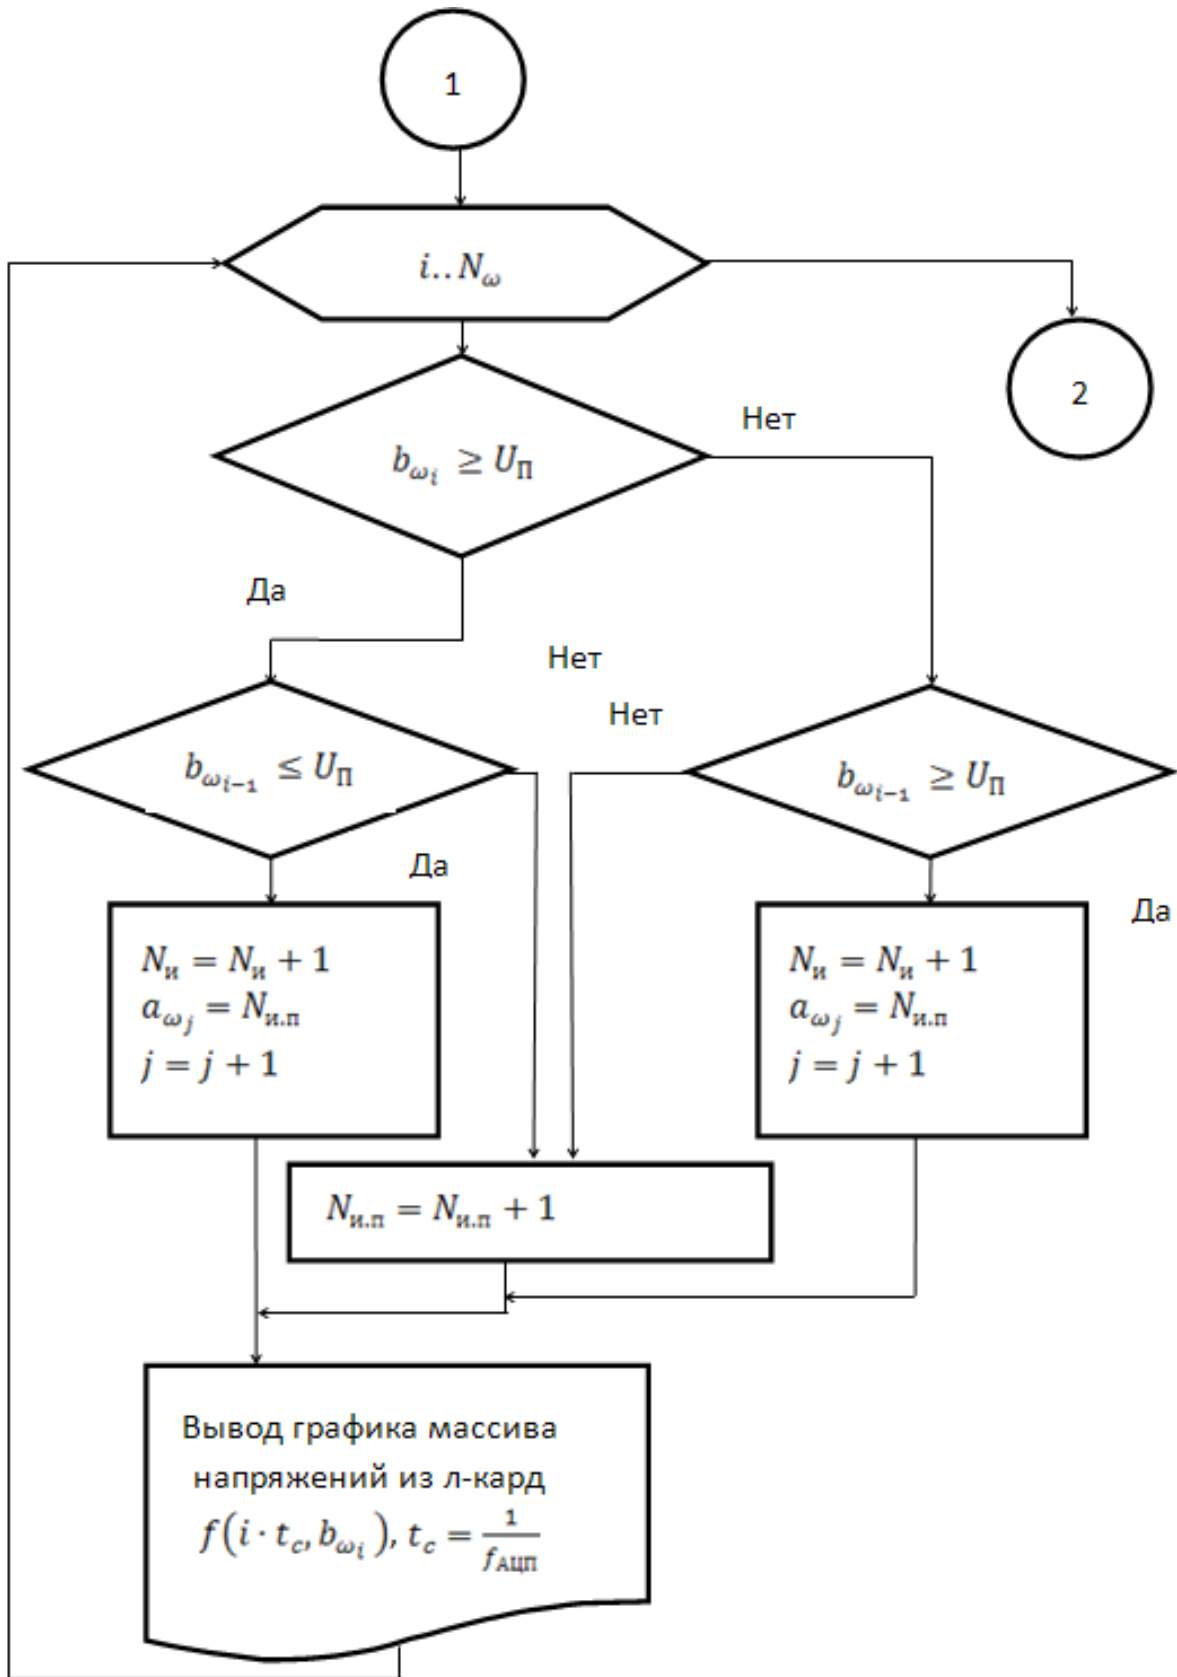 1
i..N_ω
2
b_{ω_i} ≥ U_П
Нет
Да
Нет
Нет
b_{ω_{i-1}} ≤ U_П
b_{ω_{i-1}} ≥ U_П
Да
Да
N_и = N_и + 1
a_{ω_j} = N_{и.п}
j = j + 1
N_и = N_и + 1
a_{ω_j} = N_{и.п}
j = j + 1
N_{и.п} = N_{и.п} + 1
Вывод графика массива
напряжений из л-кард
f(i · t_c, b_{ω_i}), t_c = 1/f_{АЦП}